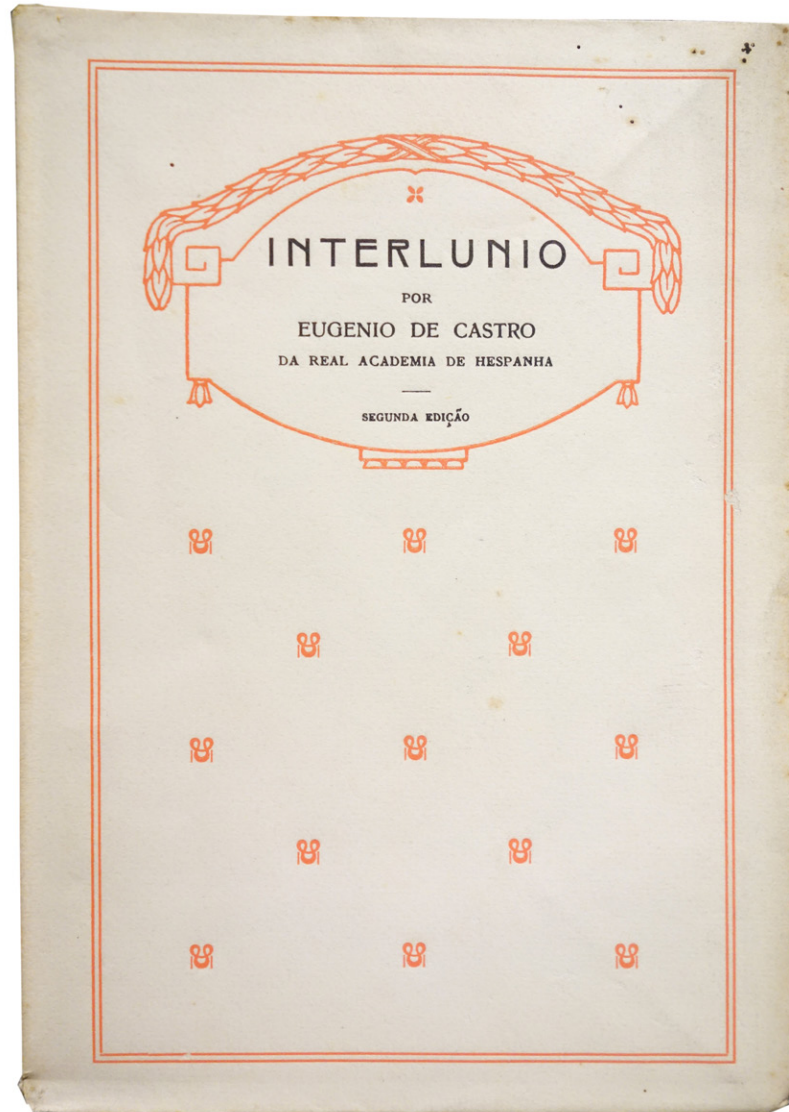 INTERLUNIO
POR
EUGENIO DE CASTRO
DA REAL ACADEMIA DE HESPANHA
SEGUNDA EDIÇÃO